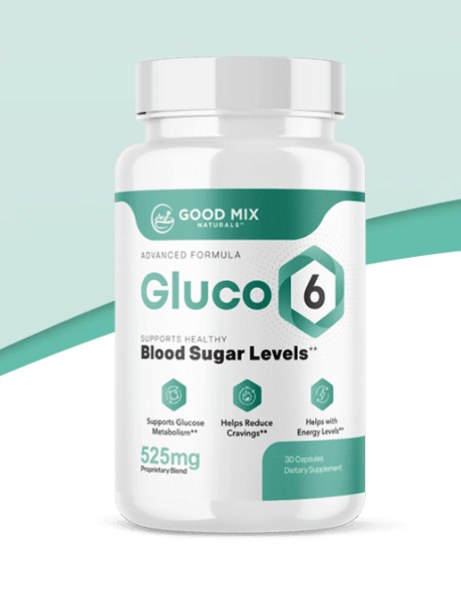 GOOD MIX
NATURALS™
ADVANCED FORMULA
Gluco 6
SUPPORTS HEALTHY
Blood Sugar Levels**
Supports Glucose
Metabolism**
Helps Reduce
Cravings**
Helps with
Energy Levels**
525mg
Proprietary Blend
30 Capsules
Dietary Supplement